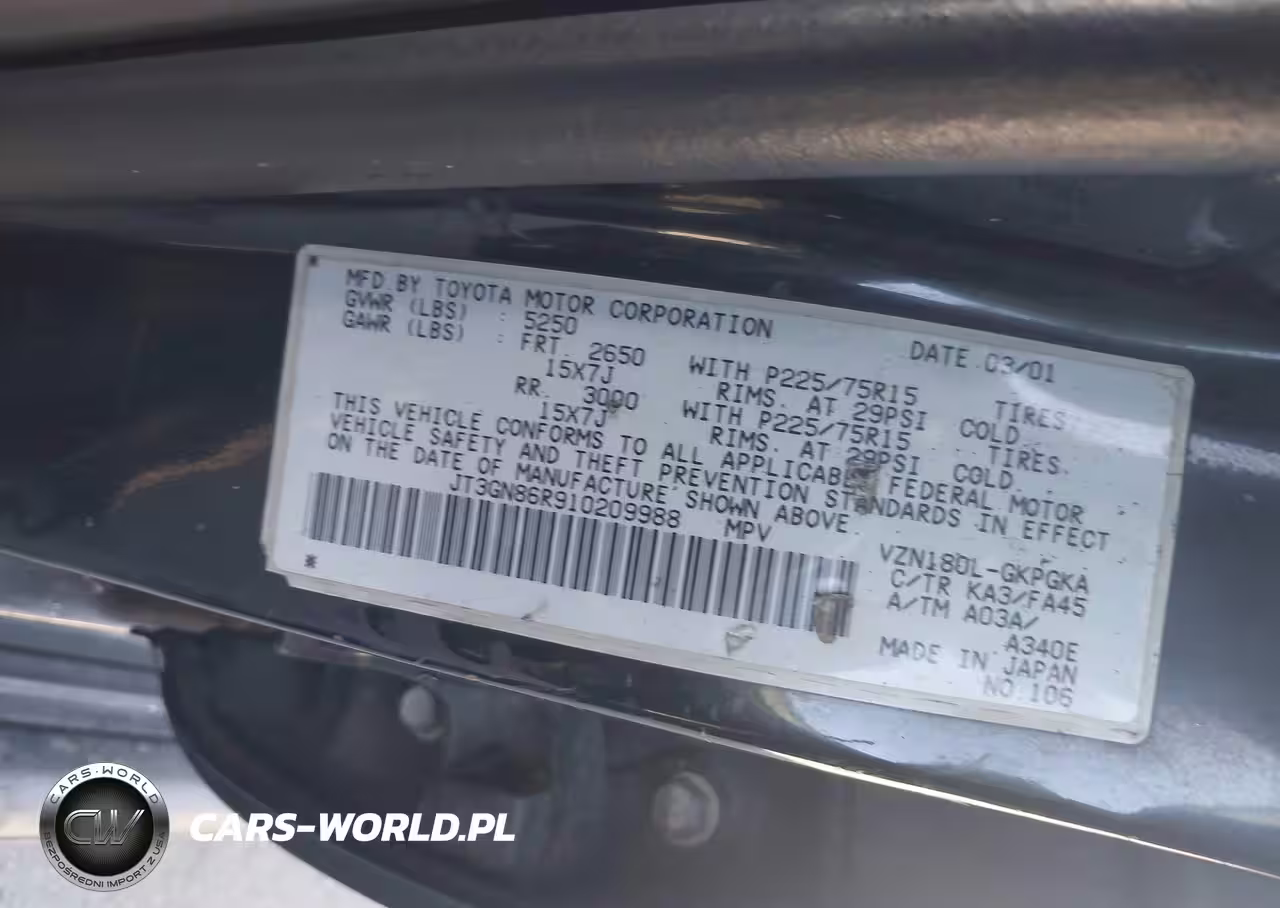 MFD BY TOYOTA MOTOR CORPORATION DATE 03/01
GVWR (LBS) : 5250
GAWR (LBS) : FRT. 2650 WITH P225/75R15 TIRES,
15X7J RIMS. AT 29PSI COLD.
RR. 3000 WITH P225/75R15 TIRES.
15X7J RIMS. AT 29PSI COLD.
THIS VEHICLE CONFORMS TO ALL APPLICABLE FEDERAL MOTOR
VEHICLE SAFETY AND THEFT PREVENTION STANDARDS IN EFFECT
ON THE DATE OF MANUFACTURE SHOWN ABOVE.
JT3GN86R910209988 MPV
VZN180L-GKPGKA
C/TR KA3/FA45
A/TM A03A/
A340E
MADE IN JAPAN
NO.106
CARS-WORLD
CW
BEZPOŚREDNI IMPORT Z USA
CARS-WORLD.PL